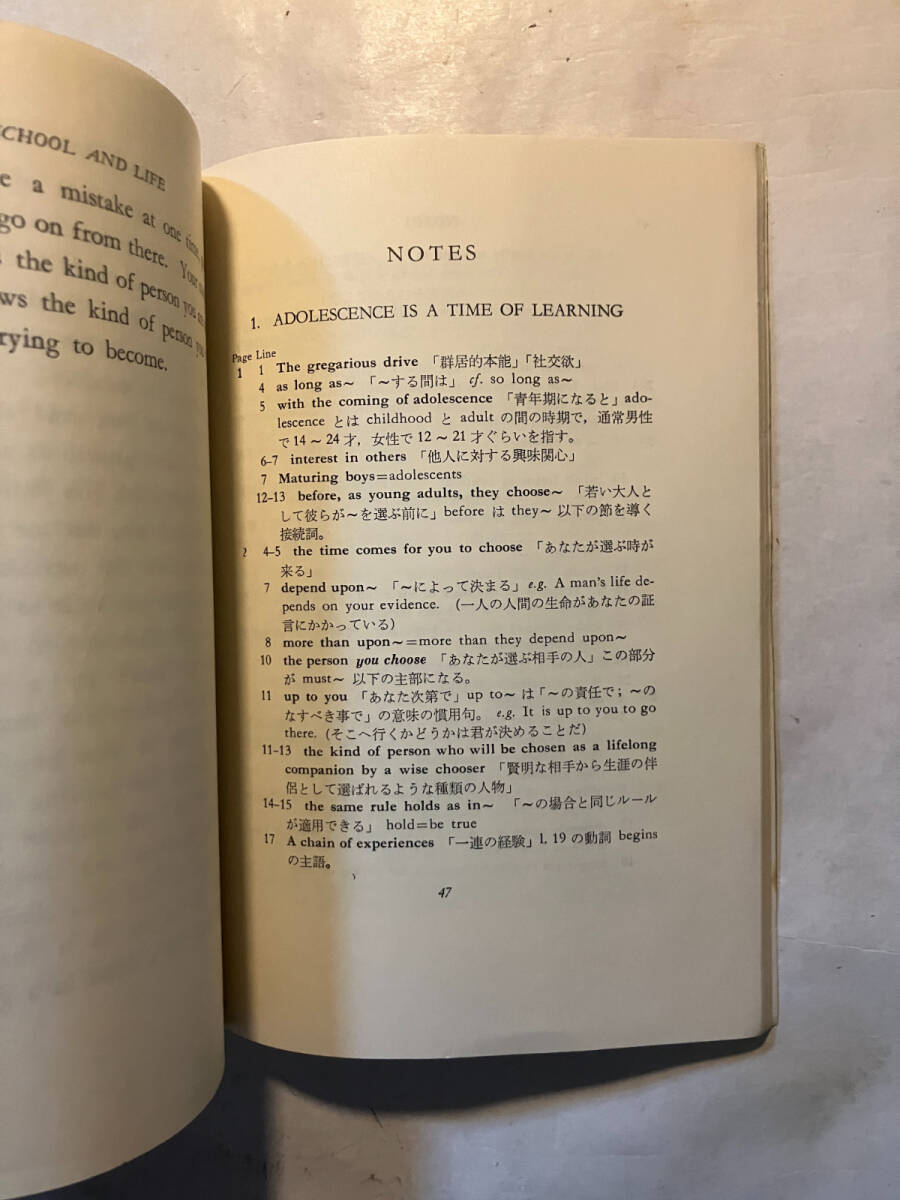 SCHOOL AND LIFE
a mistake at one time,
go on from there. Your
the kind of person you
the kind of person you
trying to become.
NOTES
1. ADOLESCENCE IS A TIME OF LEARNING
Page Line
1 1 The gregarious drive 「群居的本能」「社交欲」
4 as long as~ 「~する間は」 cf. so long as~
5 with the coming of adolescence 「青年期になると」 ado-
lescence とは childhood と adult の間の時期で，通常男性
で14~24才，女性で12~21才ぐらいを指す。
6-7 interest in others 「他人に対する興味関心」
7 Maturing boys=adolescents
12-13 before, as young adults, they choose~ 「若い大人と
して彼らが~を選ぶ前に」before は they~ 以下の節を導く
接続詞。
2 4-5 the time comes for you to choose 「あなたが選ぶ時が
来る」
7 depend upon~ 「~によって決まる」 e.g. A man's life de-
pends on your evidence. (一人の人間の生命があなたの証
言にかかっている)
8 more than upon~=more than they depend upon~
10 the person you choose 「あなたが選ぶ相手の人」この部分
が must~ 以下の主部になる。
11 up to you 「あなた次第で」up to~ は「~の責任で；~の
なすべき事で」の意味の慣用句。 e.g. It is up to you to go
there. (そこへ行くかどうかは君が決めることだ)
11-13 the kind of person who will be chosen as a lifelong
companion by a wise chooser 「賢明な相手から生涯の伴
侶として選ばれるような種類の人物」
14-15 the same rule holds as in~ 「~の場合と同じルール
が適用できる」 hold=be true
17 A chain of experiences 「一連の経験」l. 19 の動詞 begins
の主語。
47